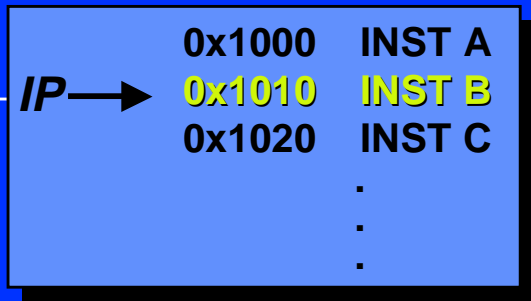 0x1000 INST A
IP 0x1010 INST B
0x1020 INST C
.
.
.